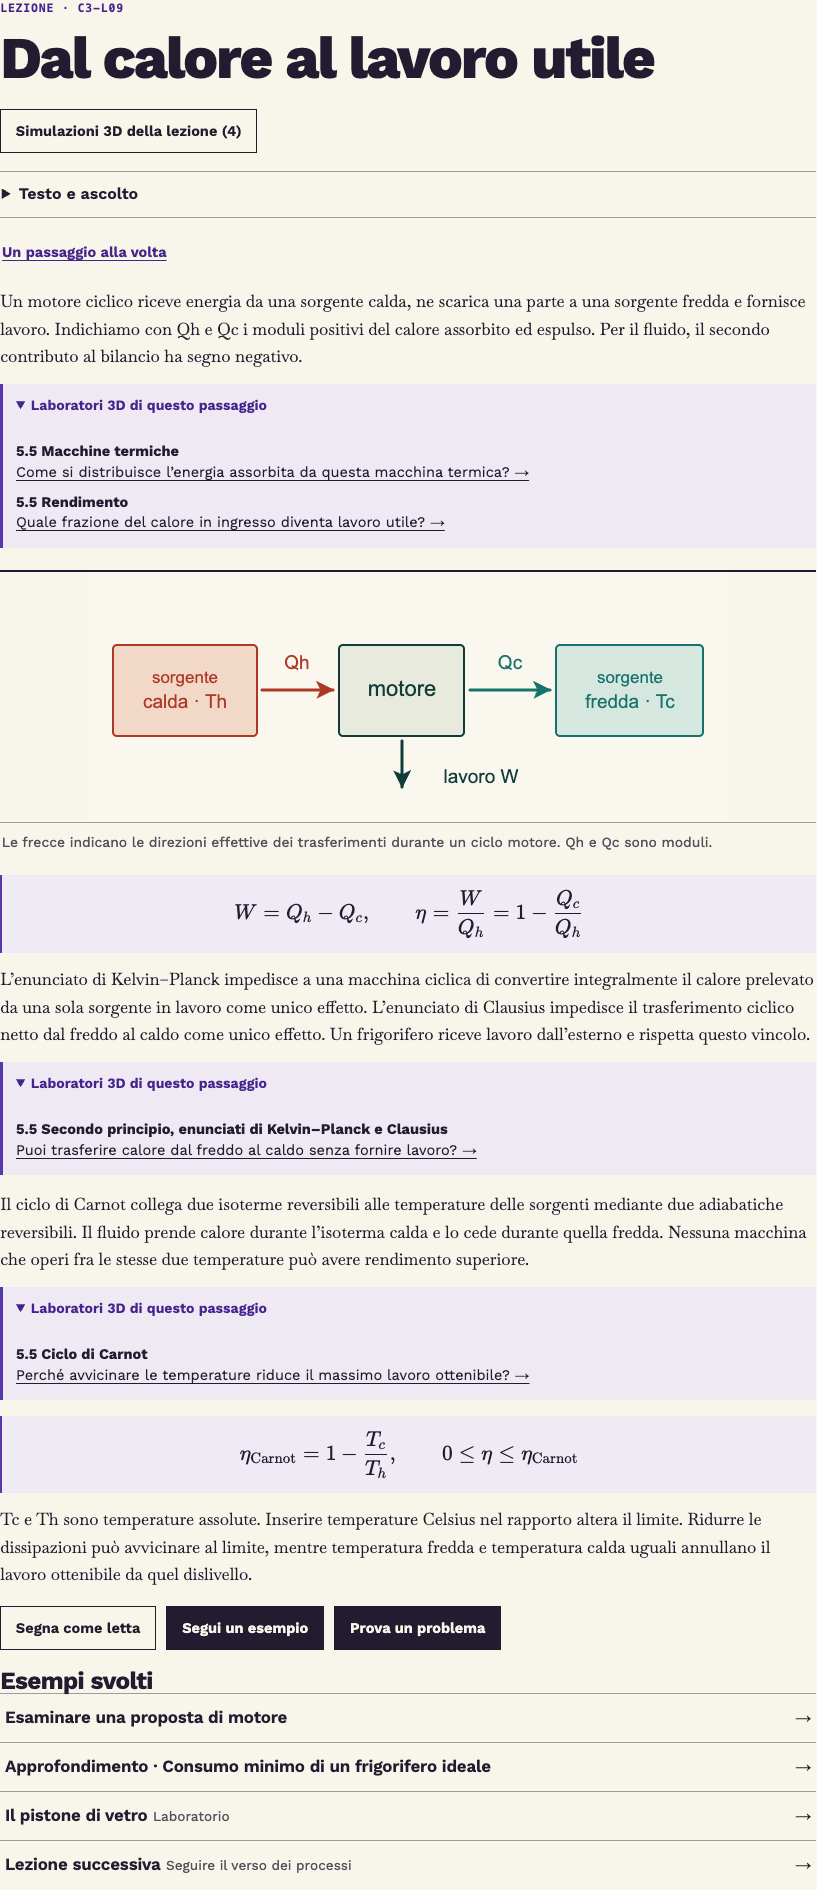 LEZIONE · C3–L09
Dal calore al lavoro utile
Simulazioni 3D della lezione (4)
▶ Testo e ascolto
Un passaggio alla volta
Un motore ciclico riceve energia da una sorgente calda, ne scarica una parte a una sorgente fredda e fornisce
lavoro. Indichiamo con Qh e Qc i moduli positivi del calore assorbito ed espulso. Per il fluido, il secondo
contributo al bilancio ha segno negativo.
▼ Laboratori 3D di questo passaggio
5.5 Macchine termiche
Come si distribuisce l’energia assorbita da questa macchina termica? →
5.5 Rendimento
Quale frazione del calore in ingresso diventa lavoro utile? →
sorgente
calda · Th
Qh
motore
Qc
sorgente
fredda · Tc
lavoro W
Le frecce indicano le direzioni effettive dei trasferimenti durante un ciclo motore. Qh e Qc sono moduli.
W = Q_h − Q_c, η = W/Q_h = 1 − Q_c/Q_h
L’enunciato di Kelvin–Planck impedisce a una macchina ciclica di convertire integralmente il calore prelevato
da una sola sorgente in lavoro come unico effetto. L’enunciato di Clausius impedisce il trasferimento ciclico
netto dal freddo al caldo come unico effetto. Un frigorifero riceve lavoro dall’esterno e rispetta questo vincolo.
▼ Laboratori 3D di questo passaggio
5.5 Secondo principio, enunciati di Kelvin–Planck e Clausius
Puoi trasferire calore dal freddo al caldo senza fornire lavoro? →
Il ciclo di Carnot collega due isoterme reversibili alle temperature delle sorgenti mediante due adiabatiche
reversibili. Il fluido prende calore durante l’isoterma calda e lo cede durante quella fredda. Nessuna macchina
che operi fra le stesse due temperature può avere rendimento superiore.
▼ Laboratori 3D di questo passaggio
5.5 Ciclo di Carnot
Perché avvicinare le temperature riduce il massimo lavoro ottenibile? →
η_Carnot = 1 − T_c/T_h, 0 ≤ η ≤ η_Carnot
Tc e Th sono temperature assolute. Inserire temperature Celsius nel rapporto altera il limite. Ridurre le
dissipazioni può avvicinare al limite, mentre temperatura fredda e temperatura calda uguali annullano il
lavoro ottenibile da quel dislivello.
Segna come letta
Segui un esempio
Prova un problema
Esempi svolti
Esaminare una proposta di motore →
Approfondimento · Consumo minimo di un frigorifero ideale →
Il pistone di vetro Laboratorio →
Lezione successiva Seguire il verso dei processi →